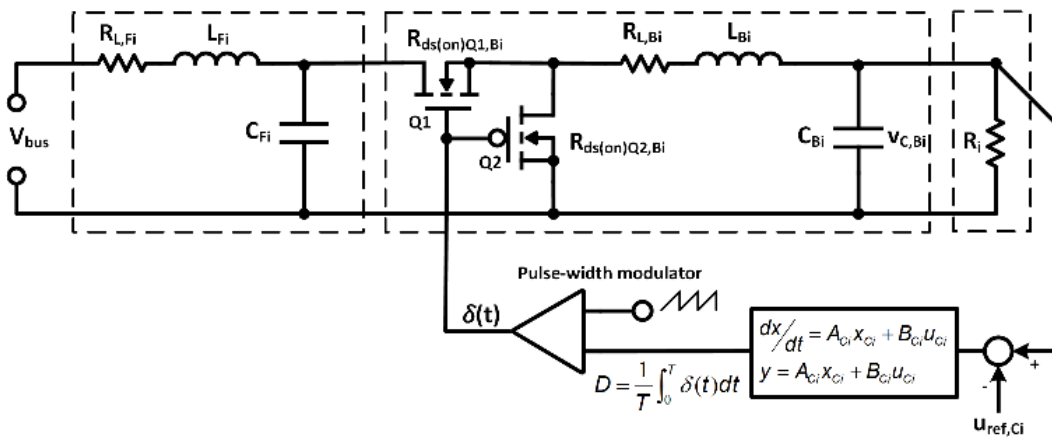 R_L,Fi
L_Fi
R_ds(on)Q1,Bi
R_L,Bi
L_Bi
V_bus
C_Fi
Q1
Q2
R_ds(on)Q2,Bi
C_Bi
v_C,Bi
R_i
Pulse-width modulator
δ(t)
D = 1/T ∫_0^T δ(t)dt
dx/dt = A_Ci x_Ci + B_Ci u_Ci
y = A_Ci x_Ci + B_Ci u_Ci
+
-
u_ref,Ci